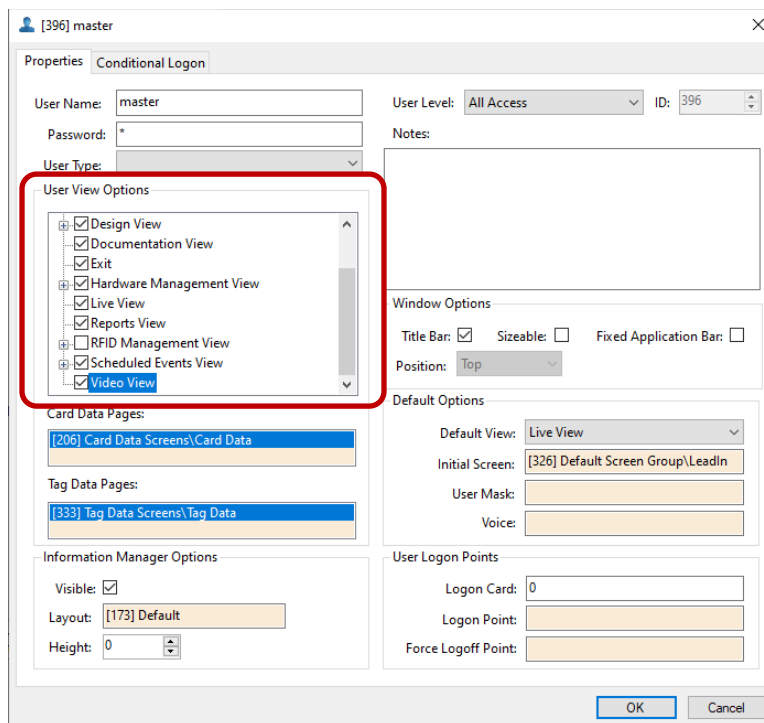 [396] master
Properties
Conditional Logon
User Name: master
Password: *
User Type:
User Level: All Access
ID: 396
Notes:
User View Options
Design View
Documentation View
Exit
Hardware Management View
Live View
Reports View
RFID Management View
Scheduled Events View
Video View
Card Data Pages:
[206] Card Data Screens\Card Data
Tag Data Pages:
[333] Tag Data Screens\Tag Data
Information Manager Options
Visible:
Layout: [173] Default
Height: 0
Window Options
Title Bar: Sizeable: Fixed Application Bar:
Position: Top
Default Options
Default View: Live View
Initial Screen: [326] Default Screen Group\LeadIn
User Mask:
Voice:
User Logon Points
Logon Card: 0
Logon Point:
Force Logoff Point:
OK
Cancel